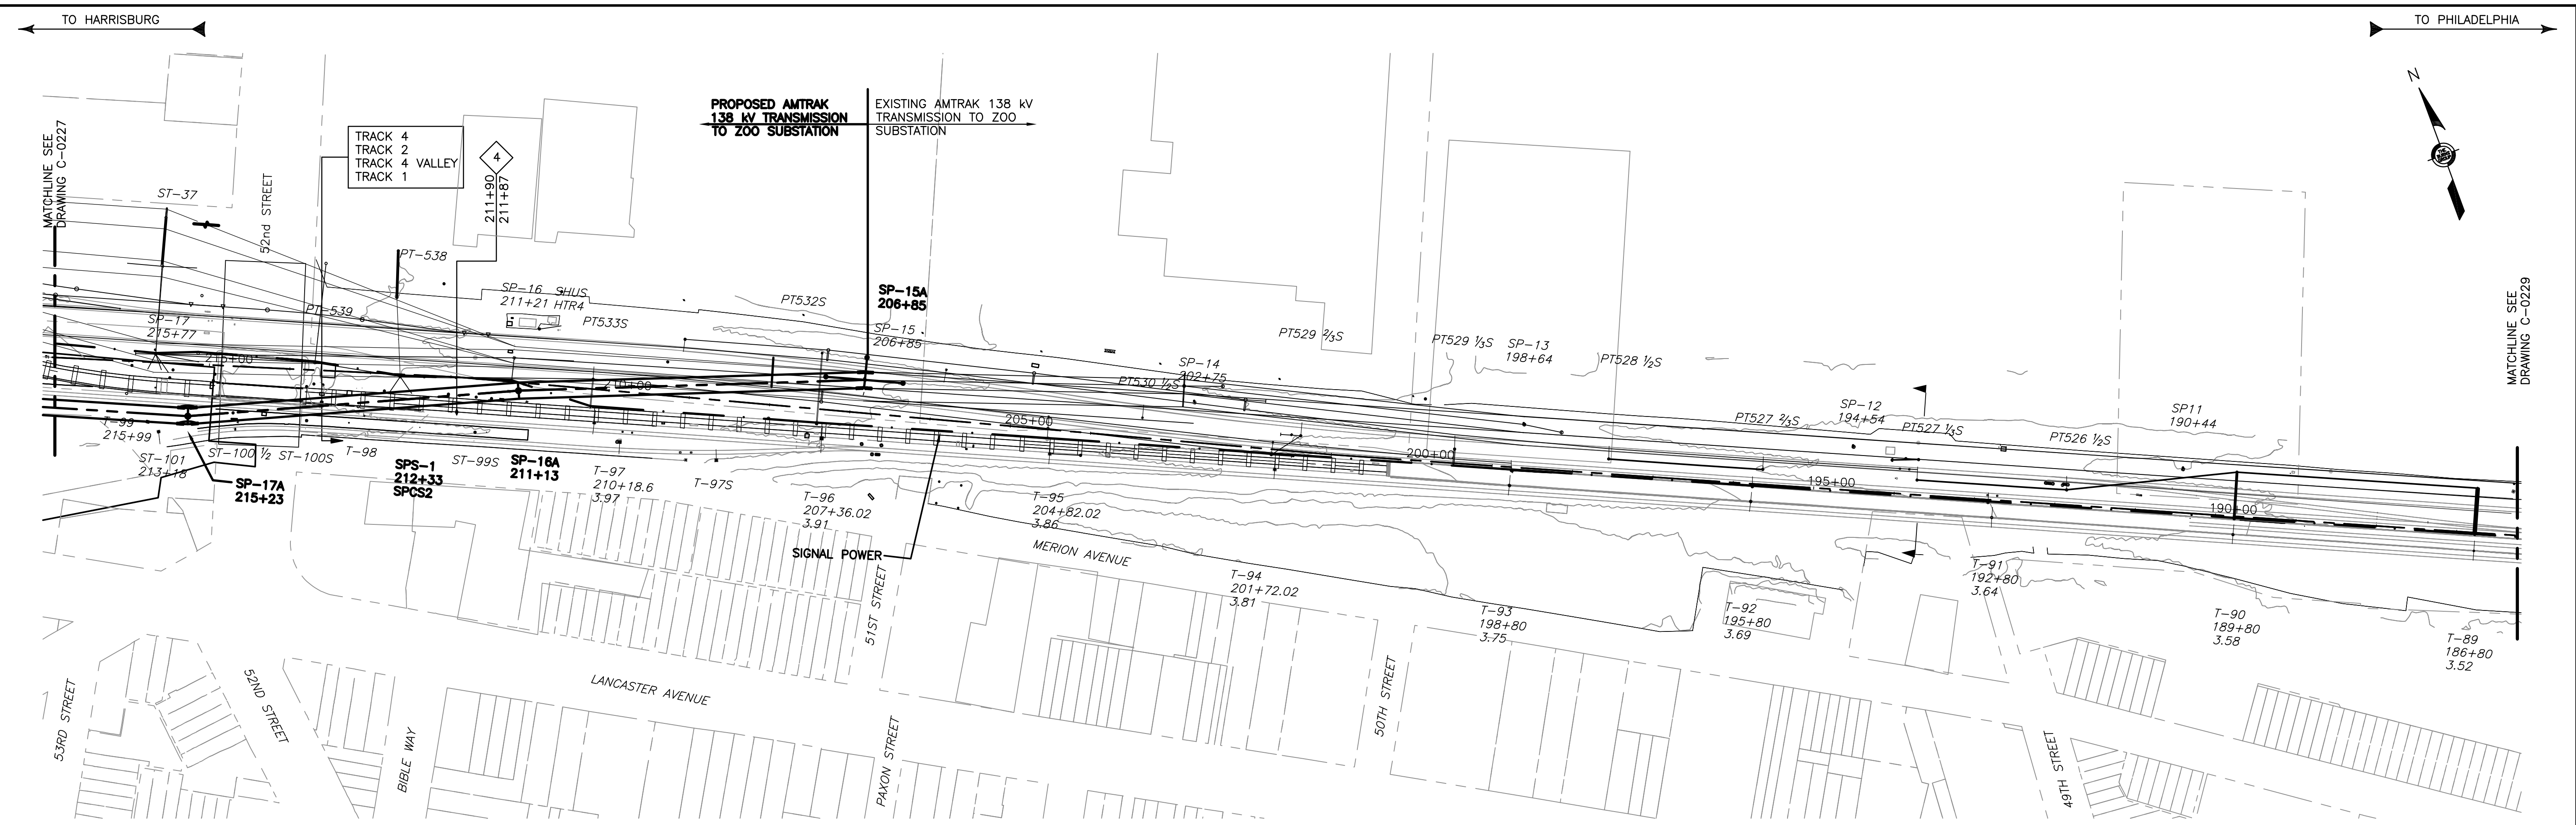 TO HARRISBURG
TO PHILADELPHIA
N
MATCHLINE SEE
DRAWING C-0227
52nd STREET
TRACK 4
TRACK 2
TRACK 4 VALLEY
TRACK 1
4
211+90
211+87
PROPOSED AMTRAK
138 kV TRANSMISSION
TO ZOO SUBSTATION
EXISTING AMTRAK 138 kV
TRANSMISSION TO ZOO
SUBSTATION
MATCHLINE SEE
DRAWING C-0229
ST-37
PT-538
SP-16 SHUS
211+21 HTR4
PT-539
PT533S
PT532S
SP-15A
206+85
SP-15
206+85
SP-17
215+77
215+00
210+00
SP-14
202+75
PT530 ½S
PT529 ⅔S
PT529 ⅓S
SP-13
198+64
PT528 ½S
PT527 ⅔S
SP-12
194+54
PT527 ⅓S
SP11
190+44
PT526 ½S
205+00
200+00
195+00
190+00
T-99
215+99
ST-101
213+18
ST-100 ½
ST-100S
T-98
SP-17A
215+23
SPS-1
212+33
SPCS2
ST-99S
SP-16A
211+13
T-97
210+18.6
3.97
T-97S
T-96
207+36.02
3.91
SIGNAL POWER
T-95
204+82.02
3.86
MERION AVENUE
T-94
201+72.02
3.81
T-93
198+80
3.75
T-92
195+80
3.69
T-91
192+80
3.64
T-90
189+80
3.58
T-89
186+80
3.52
51ST STREET
53RD STREET
52ND STREET
BIBLE WAY
LANCASTER AVENUE
PAXON STREET
50TH STREET
49TH STREET